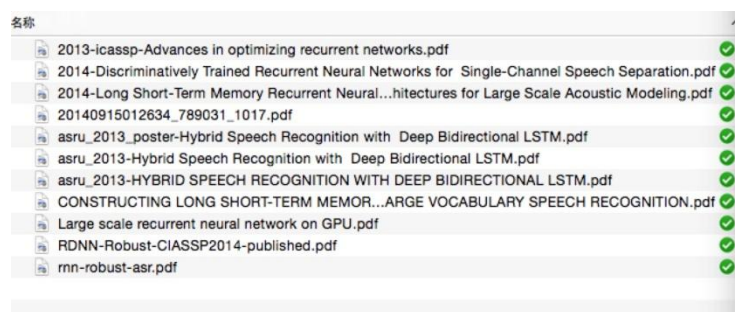 名称
2013-icassp-Advances in optimizing recurrent networks.pdf
2014-Discriminatively Trained Recurrent Neural Networks for  Single-Channel Speech Separation.pdf
2014-Long Short-Term Memory Recurrent Neural...hitectures for Large Scale Acoustic Modeling.pdf
20140915012634_789031_1017.pdf
asru_2013_poster-Hybrid Speech Recognition with  Deep Bidirectional LSTM.pdf
asru_2013-Hybrid Speech Recognition with  Deep Bidirectional LSTM.pdf
asru_2013-HYBRID SPEECH RECOGNITION WITH DEEP BIDIRECTIONAL LSTM.pdf
CONSTRUCTING LONG SHORT-TERM MEMOR...ARGE VOCABULARY SPEECH RECOGNITION.pdf
Large scale recurrent neural network on GPU.pdf
RDNN-Robust-CIASSP2014-published.pdf
rnn-robust-asr.pdf